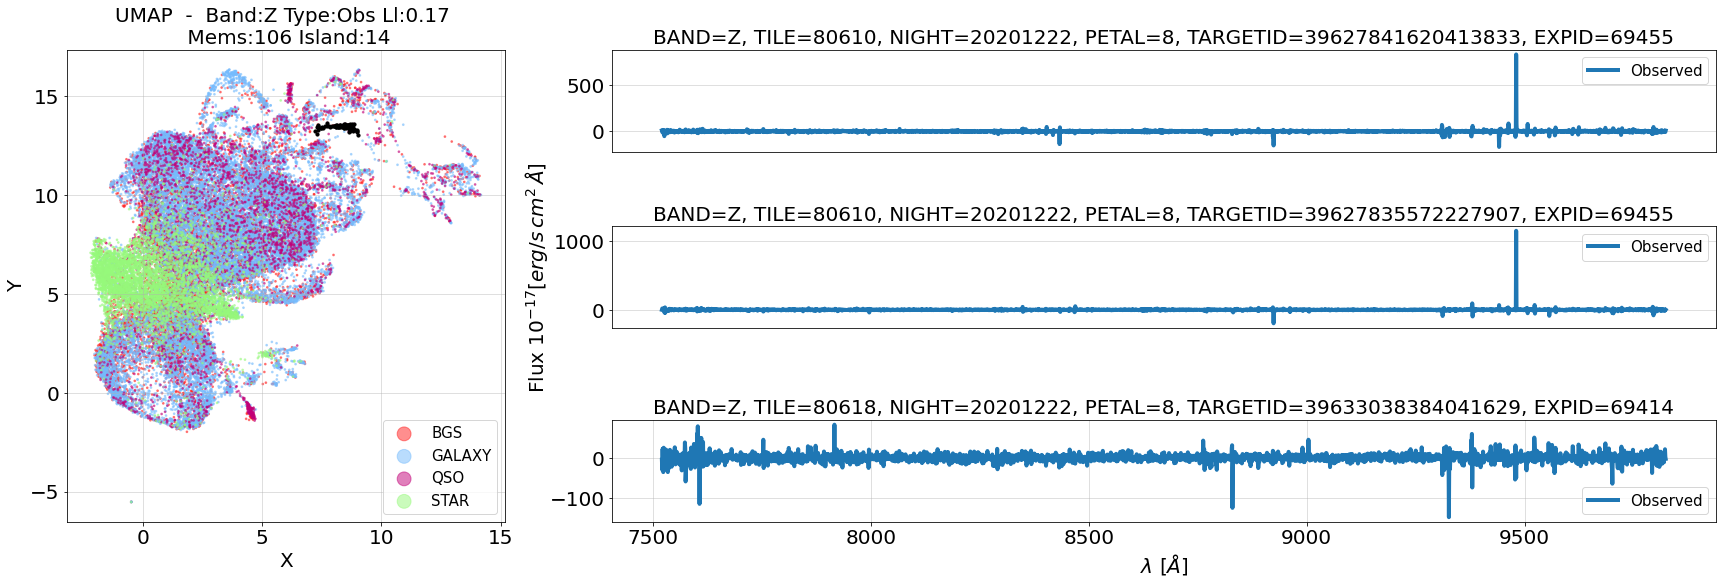 UMAP - Band:Z Type:Obs Ll:0.17
Mems:106 Island:14
Y
15
10
5
0
−5
0
5
10
15
X
BGS
GALAXY
QSO
STAR
Flux 10⁻¹⁷[erg/s cm² Å]
BAND=Z, TILE=80610, NIGHT=20201222, PETAL=8, TARGETID=39627841620413833, EXPID=69455
500
0
Observed
BAND=Z, TILE=80610, NIGHT=20201222, PETAL=8, TARGETID=39627835572227907, EXPID=69455
1000
0
Observed
BAND=Z, TILE=80618, NIGHT=20201222, PETAL=8, TARGETID=39633038384041629, EXPID=69414
0
−100
Observed
7500
8000
8500
9000
9500
λ [Å]